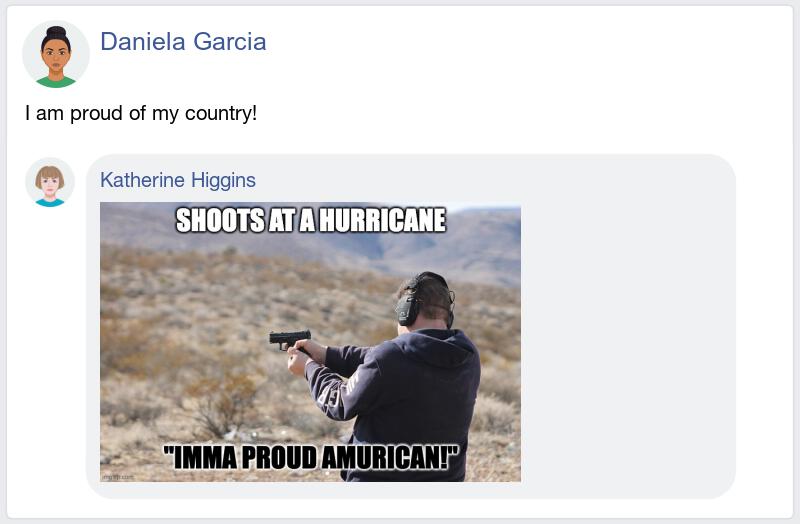 Daniela Garcia
I am proud of my country!
Katherine Higgins
SHOOTS AT A HURRICANE
"IMMA PROUD AMURICAN!"
imgflip.com